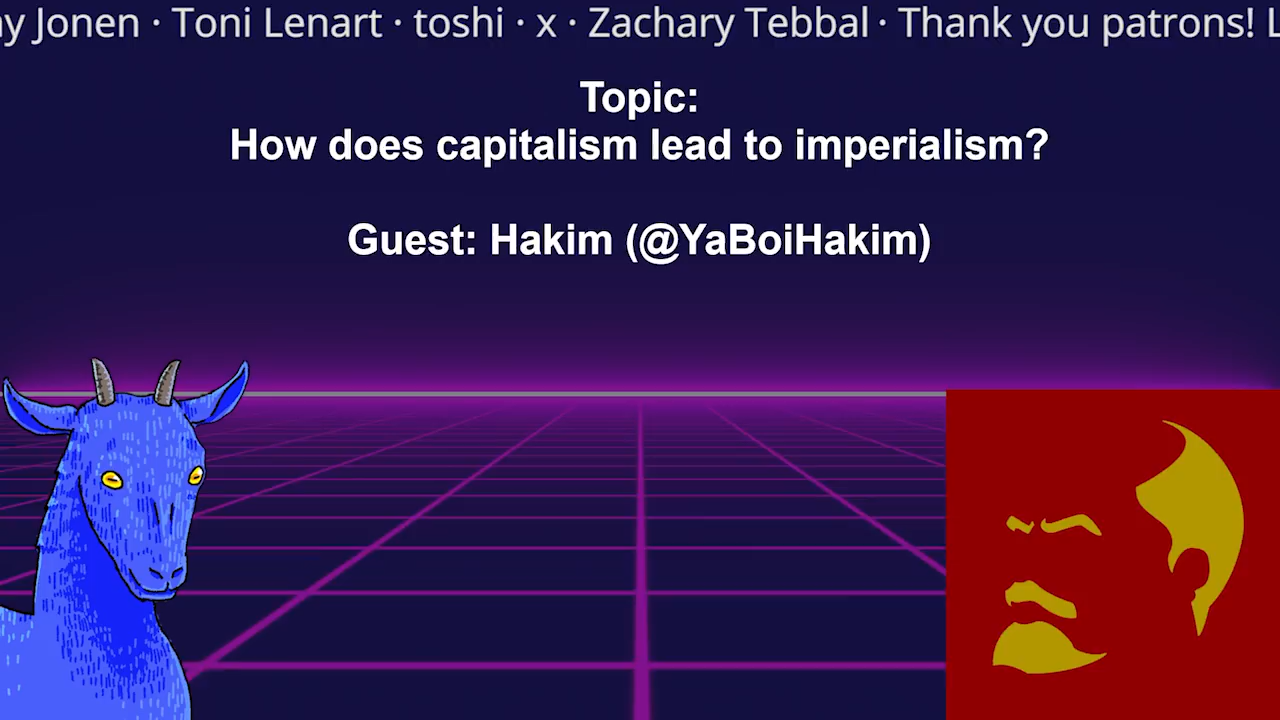 Jonen · Toni Lenart · toshi · x · Zachary Tebbal · Thank you patrons!
Topic:
How does capitalism lead to imperialism?
Guest: Hakim (@YaBoiHakim)